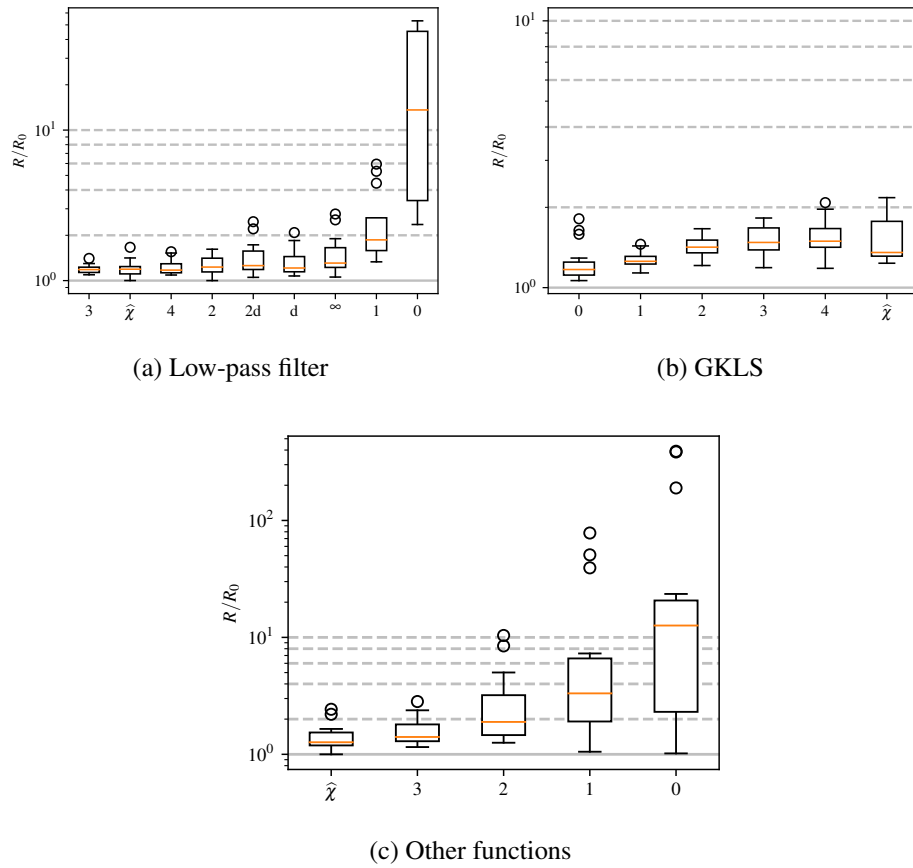 R/R₀
10¹
10⁰
3 χ̂ 4 2 2d d ∞ 1 0
(a) Low-pass filter
R/R₀
10¹
10⁰
0 1 2 3 4 χ̂
(b) GKLS
R/R₀
10²
10¹
10⁰
χ̂ 3 2 1 0
(c) Other functions